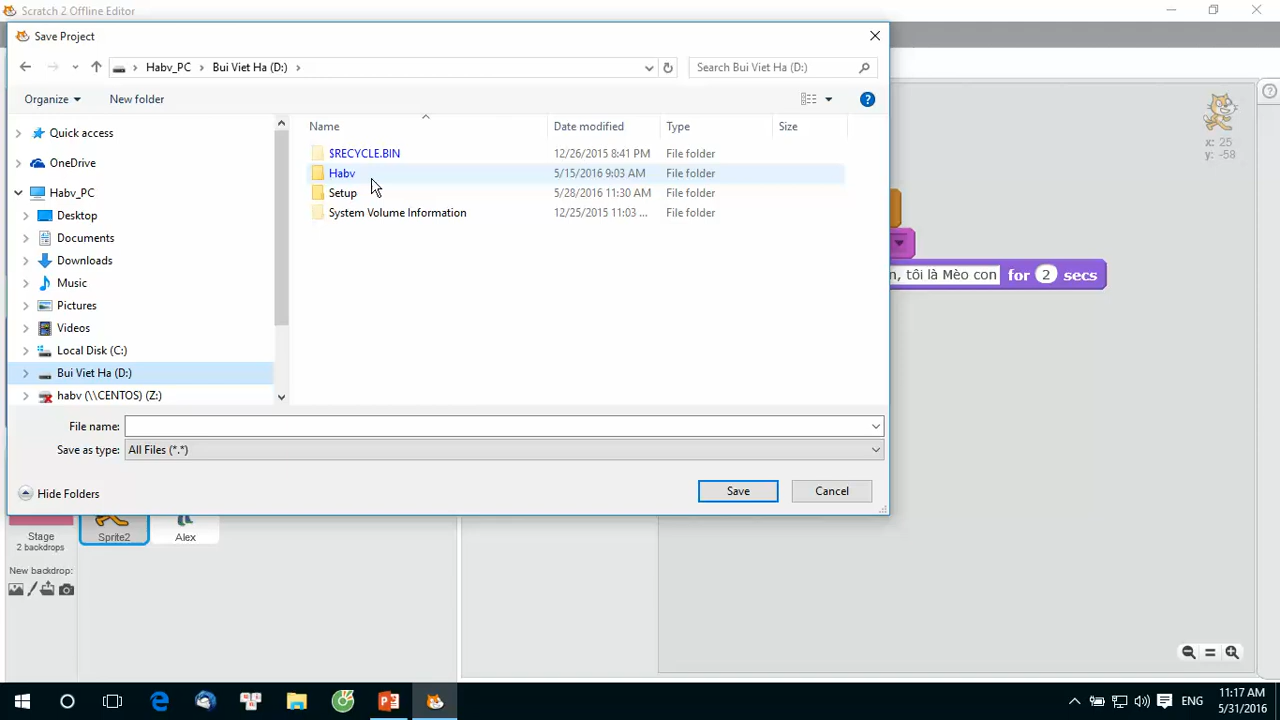 Scratch 2 Offline Editor
Save Project
Habv_PC
Bui Viet Ha (D:)
Search Bui Viet Ha (D:)
Organize
New folder
Name
Date modified
Type
Size
Quick access
OneDrive
Habv_PC
Desktop
Documents
Downloads
Music
Pictures
Videos
Local Disk (C:)
Bui Viet Ha (D:)
habv (\\CENTOS) (Z:)
$RECYCLE.BIN 12/26/2015 8:41 PM File folder
Habv 5/15/2016 9:03 AM File folder
Setup 5/28/2016 11:30 AM File folder
System Volume Information 12/25/2015 11:03 ... File folder
File name:
Save as type: All Files (*.*)
Hide Folders
Save
Cancel
x: 25
y: -58
n, tôi là Mèo con for 2 secs
Stage
2 backdrops
Sprite2
Alex
New backdrop:
ENG
11:17 AM
5/31/2016